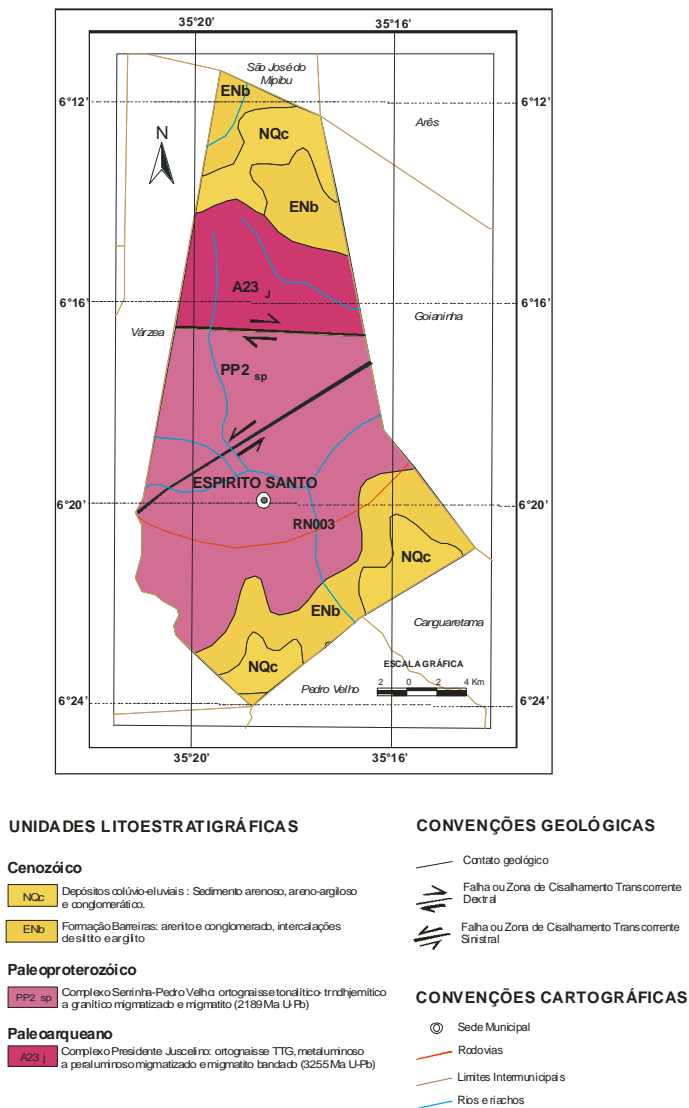 35°20' 35°16'
São José do
Mipibu
ENb
6°12' 6°12'
Arês
NQc
N
ENb
A23 J
6°16' 6°16'
Goianinha
Várzea
PP2 sp
ESPIRITO SANTO
6°20' 6°20'
RN003
NQc
ENb
Canguaretama
NQc
ESCALA GRÁFICA
2 0 2 4 Km
Pedro Velho
6°24' 6°24'
35°20' 35°16'
UNIDADES LITOESTRATIGRÁFICAS
Cenozóico
NQc Depósitos colúvio-eluviais : Sedimento arenoso, areno-argiloso
e conglomerático.
ENb Formação Barreiras: arenito e conglomerado, intercalações
de siltito e argilito
Paleoproterozóico
PP2 sp Complexo Serrinha-Pedro Velho: ortognaisse tonalítico- trndhjemítico
a granítico migmatizado e migmatito (2189 Ma U-Pb)
Paleoarqueano
A23 j Complexo Presidente Juscelino: ortognaisse TTG, metaluminoso
a peraluminoso migmatizado e migmatito bandado (3255 Ma U-Pb)
CONVENÇÕES GEOLÓGICAS
Contato geológico
Falha ou Zona de Cisalhamento Transcorrente
Dextral
Falha ou Zona de Cisalhamento Transcorrente
Sinistral
CONVENÇÕES CARTOGRÁFICAS
Sede Municipal
Rodovias
Limites Intermunicipais
Rios e riachos